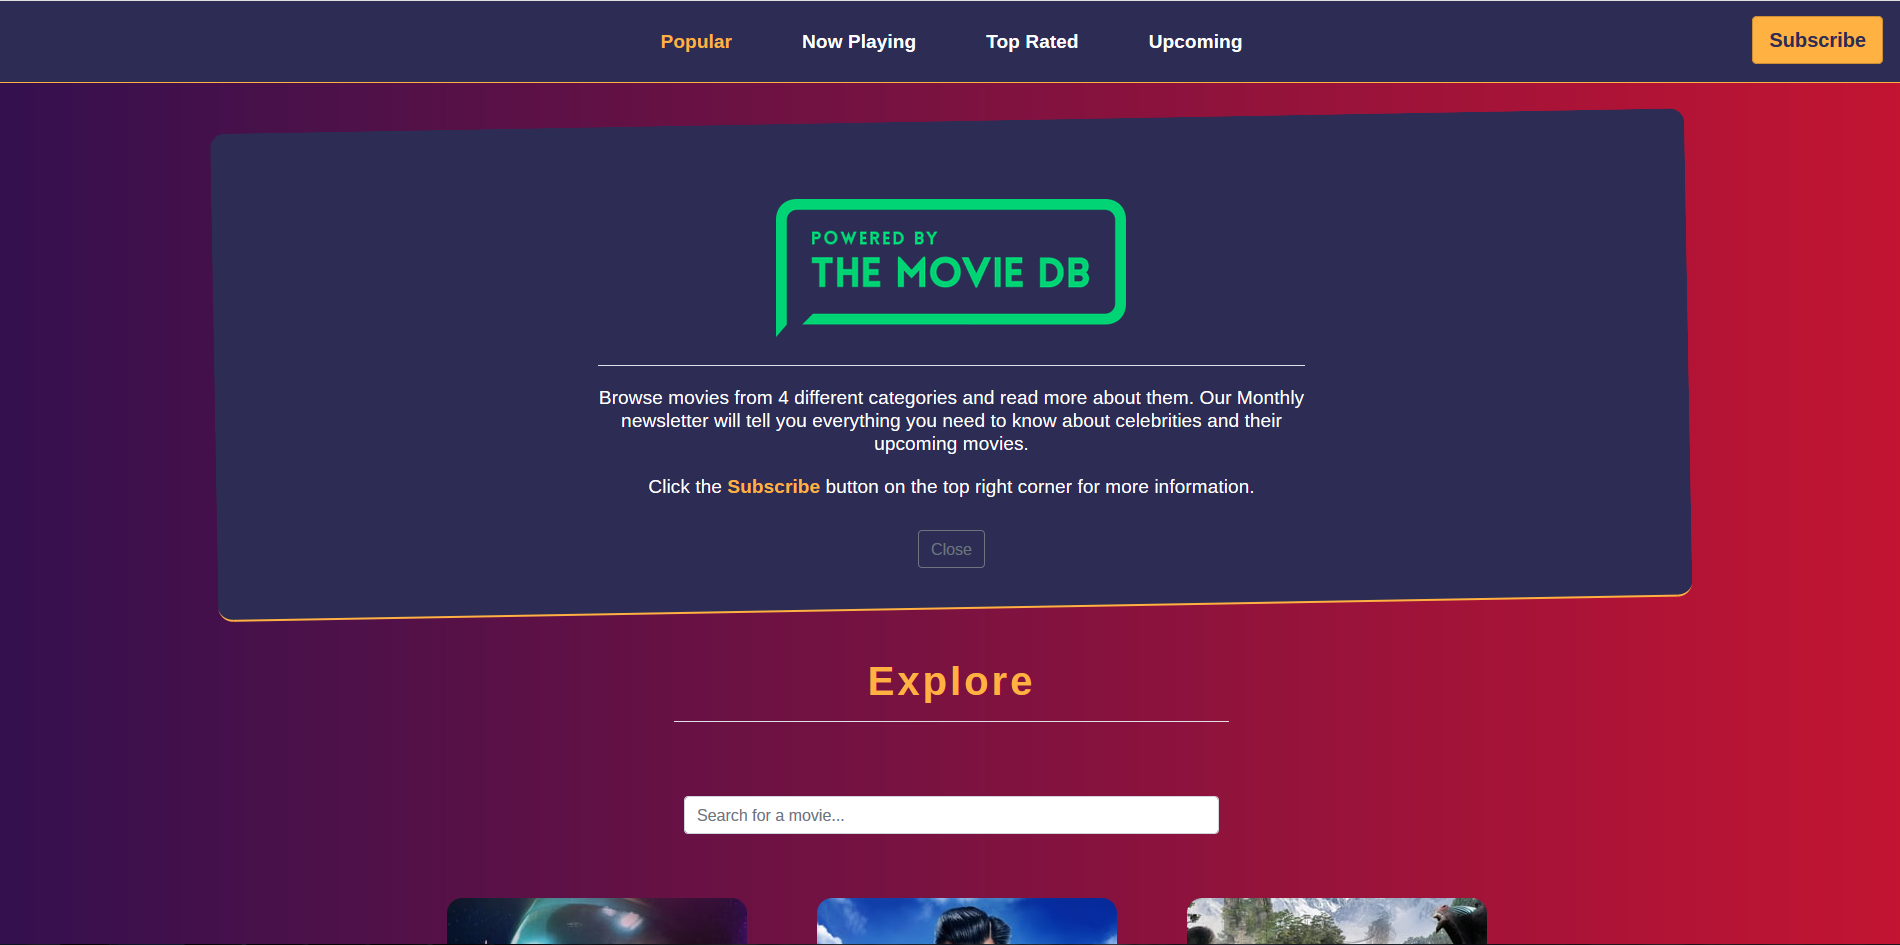 Popular Now Playing Top Rated Upcoming Subscribe
POWERED BY
THE MOVIE DB
Browse movies from 4 different categories and read more about them. Our Monthly
newsletter will tell you everything you need to know about celebrities and their
upcoming movies.
Click the Subscribe button on the top right corner for more information.
Close
Explore
Search for a movie...